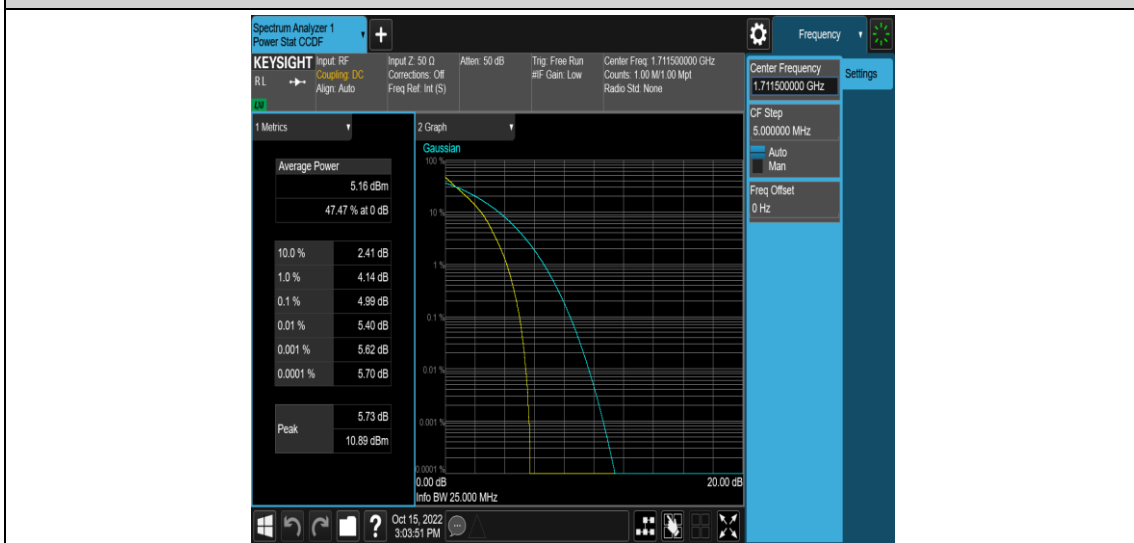 Spectrum Analyzer 1
Power Stat CCDF
+
Frequency
KEYSIGHT
RL
LXI
Input: RF
Coupling: DC
Align: Auto
Input Z: 50 Ω
Corrections: Off
Freq Ref: Int (S)
Atten: 50 dB
Trig: Free Run
#IF Gain: Low
Center Freq: 1.711500000 GHz
Counts: 1.00 M/1.00 Mpt
Radio Std: None
Center Frequency
1.711500000 GHz
Settings
CF Step
5.000000 MHz
Auto
Man
Freq Offset
0 Hz
1 Metrics
Average Power
5.16 dBm
47.47 % at 0 dB
10.0 % 2.41 dB
1.0 % 4.14 dB
0.1 % 4.99 dB
0.01 % 5.40 dB
0.001 % 5.62 dB
0.0001 % 5.70 dB
Peak 5.73 dB
10.89 dBm
2 Graph
Gaussian
100 %
10 %
1 %
0.1 %
0.01 %
0.001 %
0.0001 %
0.00 dB 20.00 dB
Info BW 25.000 MHz
?
Oct 15, 2022
3:03:51 PM